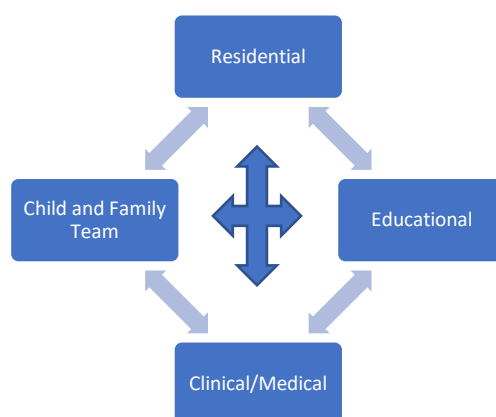 Residential
Child and Family
Team
Educational
Clinical/Medical